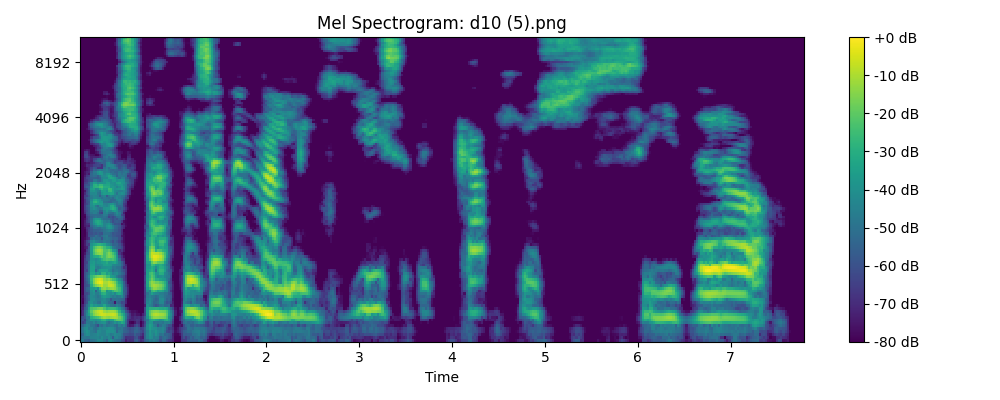 Mel Spectrogram: d10 (5).png
8192
4096
2048
1024
512
0
Hz
0 1 2 3 4 5 6 7
Time
+0 dB
-10 dB
-20 dB
-30 dB
-40 dB
-50 dB
-60 dB
-70 dB
-80 dB